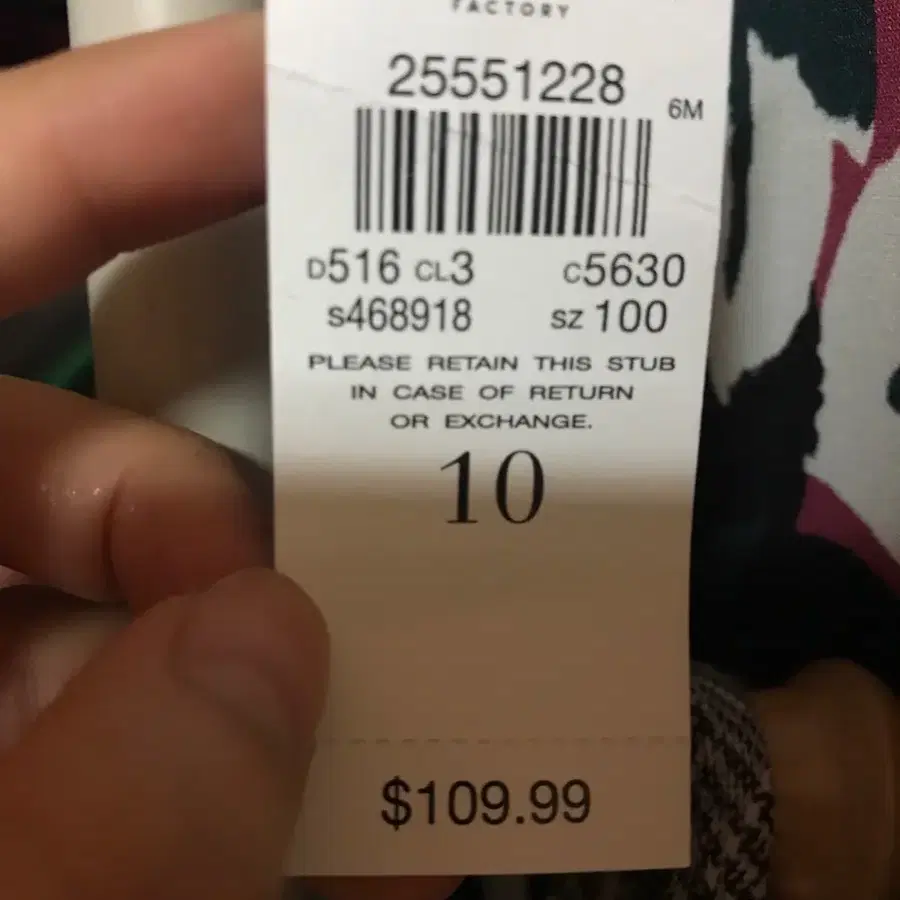 FACTORY
25551228
6M
D516 CL3 C5630
S468918 SZ 100
PLEASE RETAIN THIS STUB
IN CASE OF RETURN
OR EXCHANGE.
10
$109.99